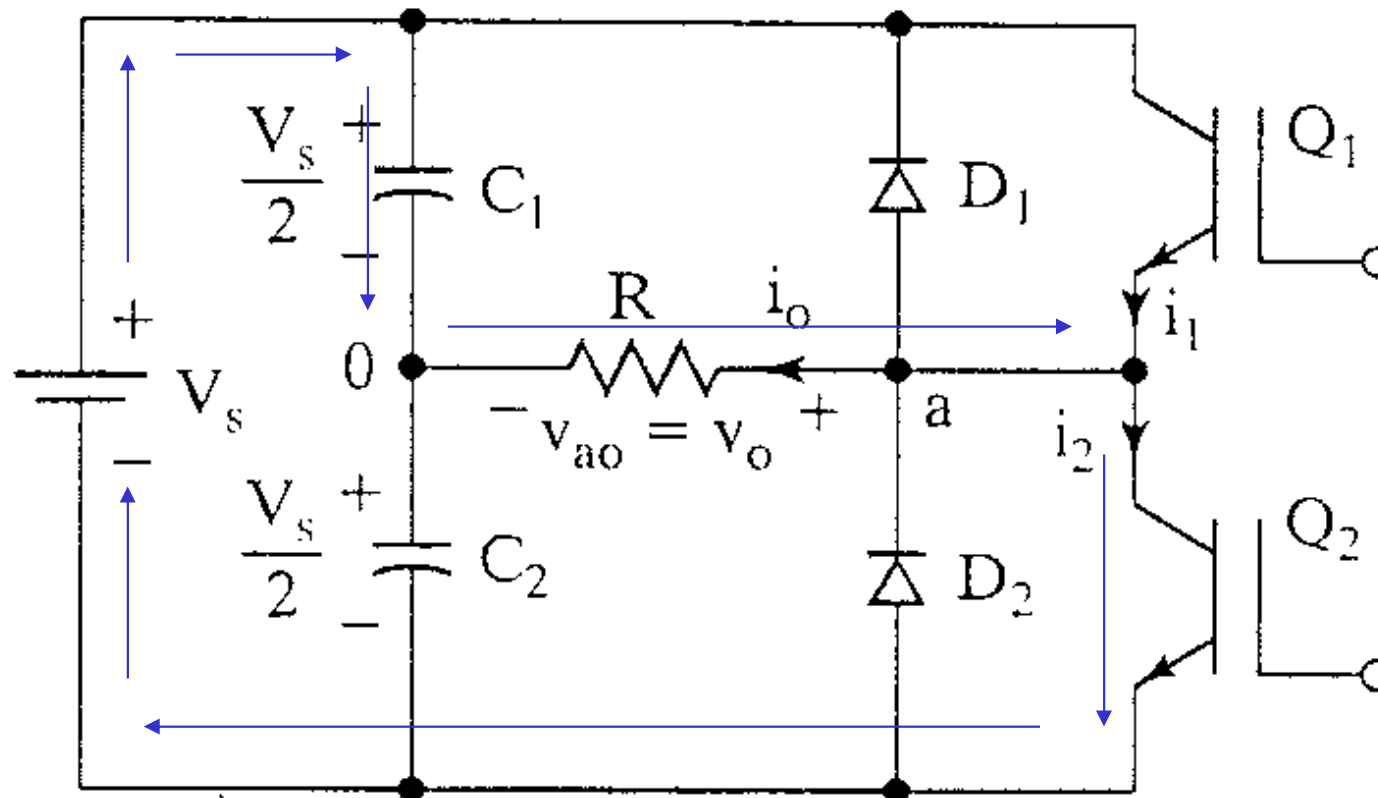 V_s/2 + − C_1
D_1
Q_1
+ V_s −
0 R i_o i_1
− v_ao = v_o + a
i_2
V_s/2 + − C_2
D_2
Q_2